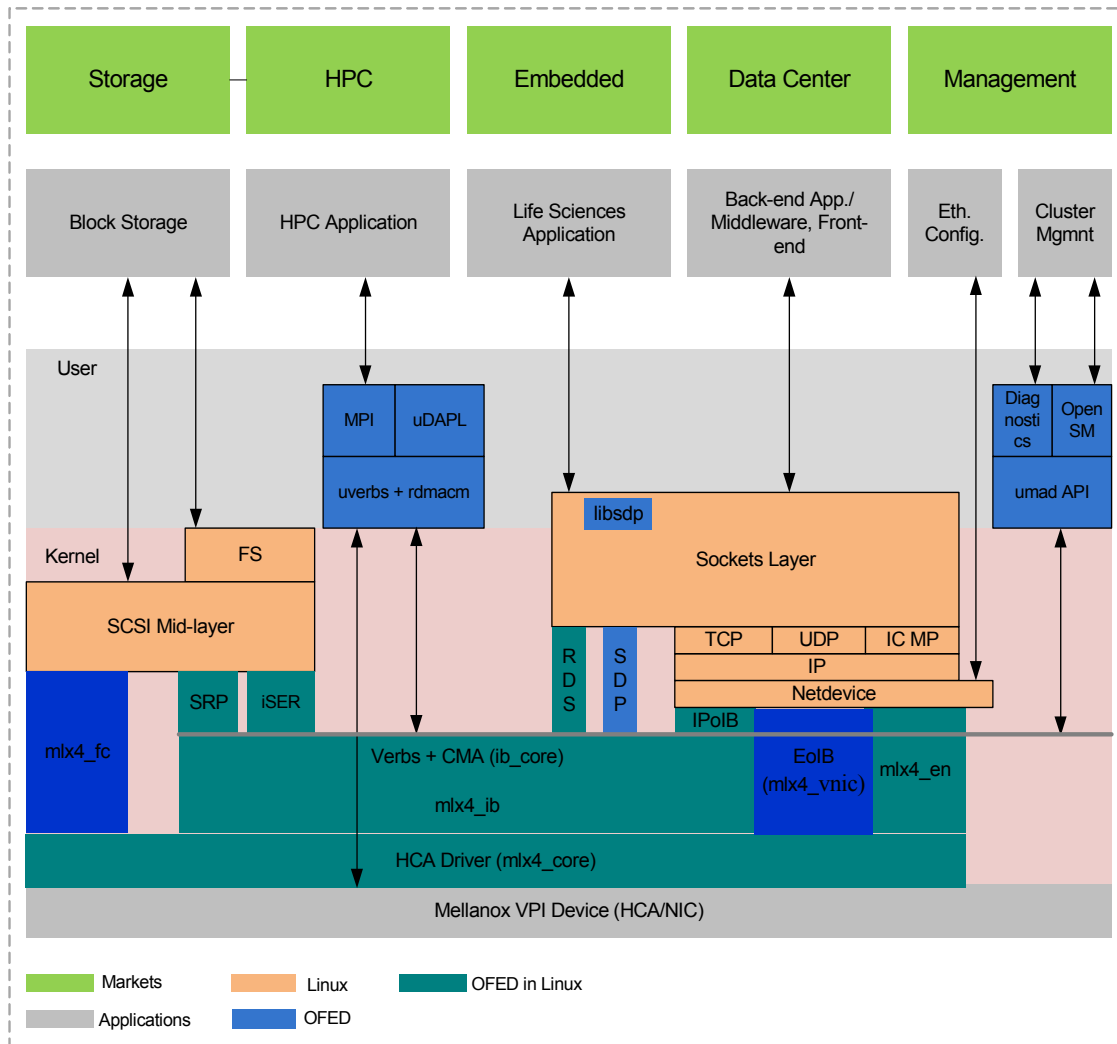 Storage
HPC
Embedded
Data Center
Management
Block Storage
HPC Application
Life Sciences
Application
Back-end App./
Middleware, Front-
end
Eth.
Config.
Cluster
Mgmnt
User
MPI
uDAPL
Diag
nosti
cs
Open
SM
uverbs + rdmacm
umad API
libsdp
Kernel
FS
Sockets Layer
SCSI Mid-layer
TCP
UDP
IC MP
R
D
S
S
D
P
IP
Netdevice
SRP
iSER
IPoIB
mlx4_fc
Verbs + CMA (ib_core)
EoIB
(mlx4_vnic)
mlx4_en
mlx4_ib
HCA Driver (mlx4_core)
Mellanox VPI Device (HCA/NIC)
Markets
Linux
OFED in Linux
Applications
OFED